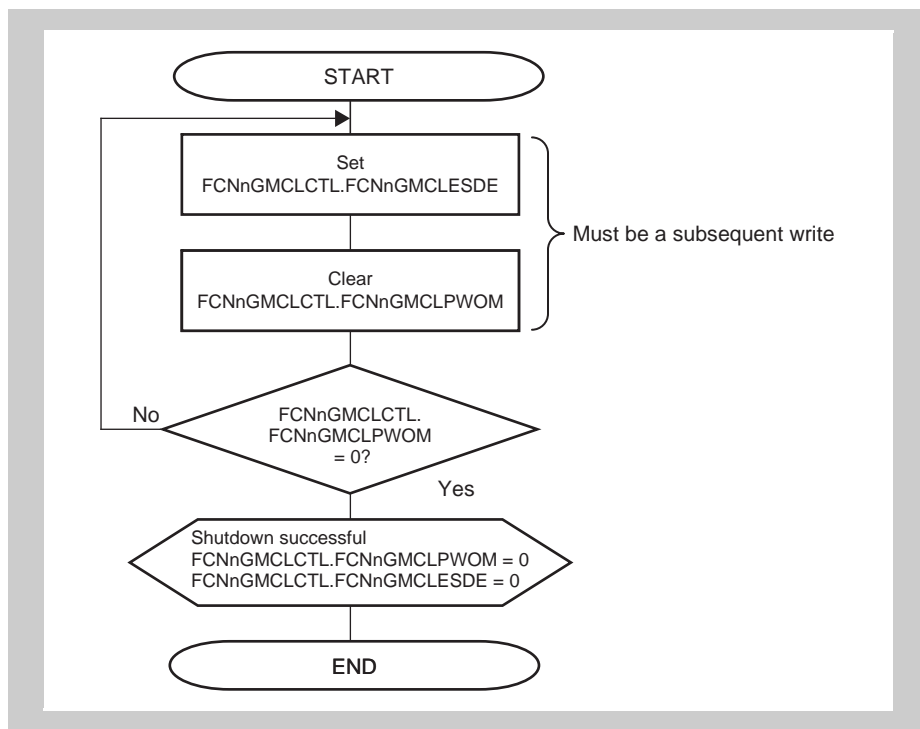 START
Set
FCNnGMCLCTL.FCNnGMCLESDE
Must be a subsequent write
Clear
FCNnGMCLCTL.FCNnGMCLPWOM
No
FCNnGMCLCTL.
FCNnGMCLPWOM
= 0?
Yes
Shutdown successful
FCNnGMCLCTL.FCNnGMCLPWOM = 0
FCNnGMCLCTL.FCNnGMCLESDE = 0
END